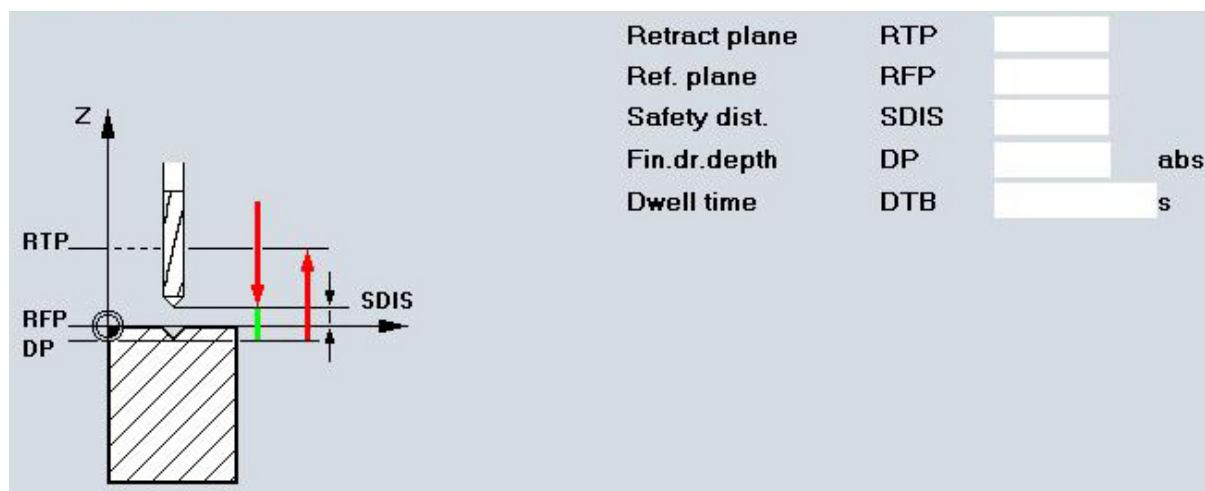 Retract plane RTP
Ref. plane RFP
Safety dist. SDIS
Fin.dr.depth DP abs
Dwell time DTB s
Z
RTP
SDIS
RFP
DP